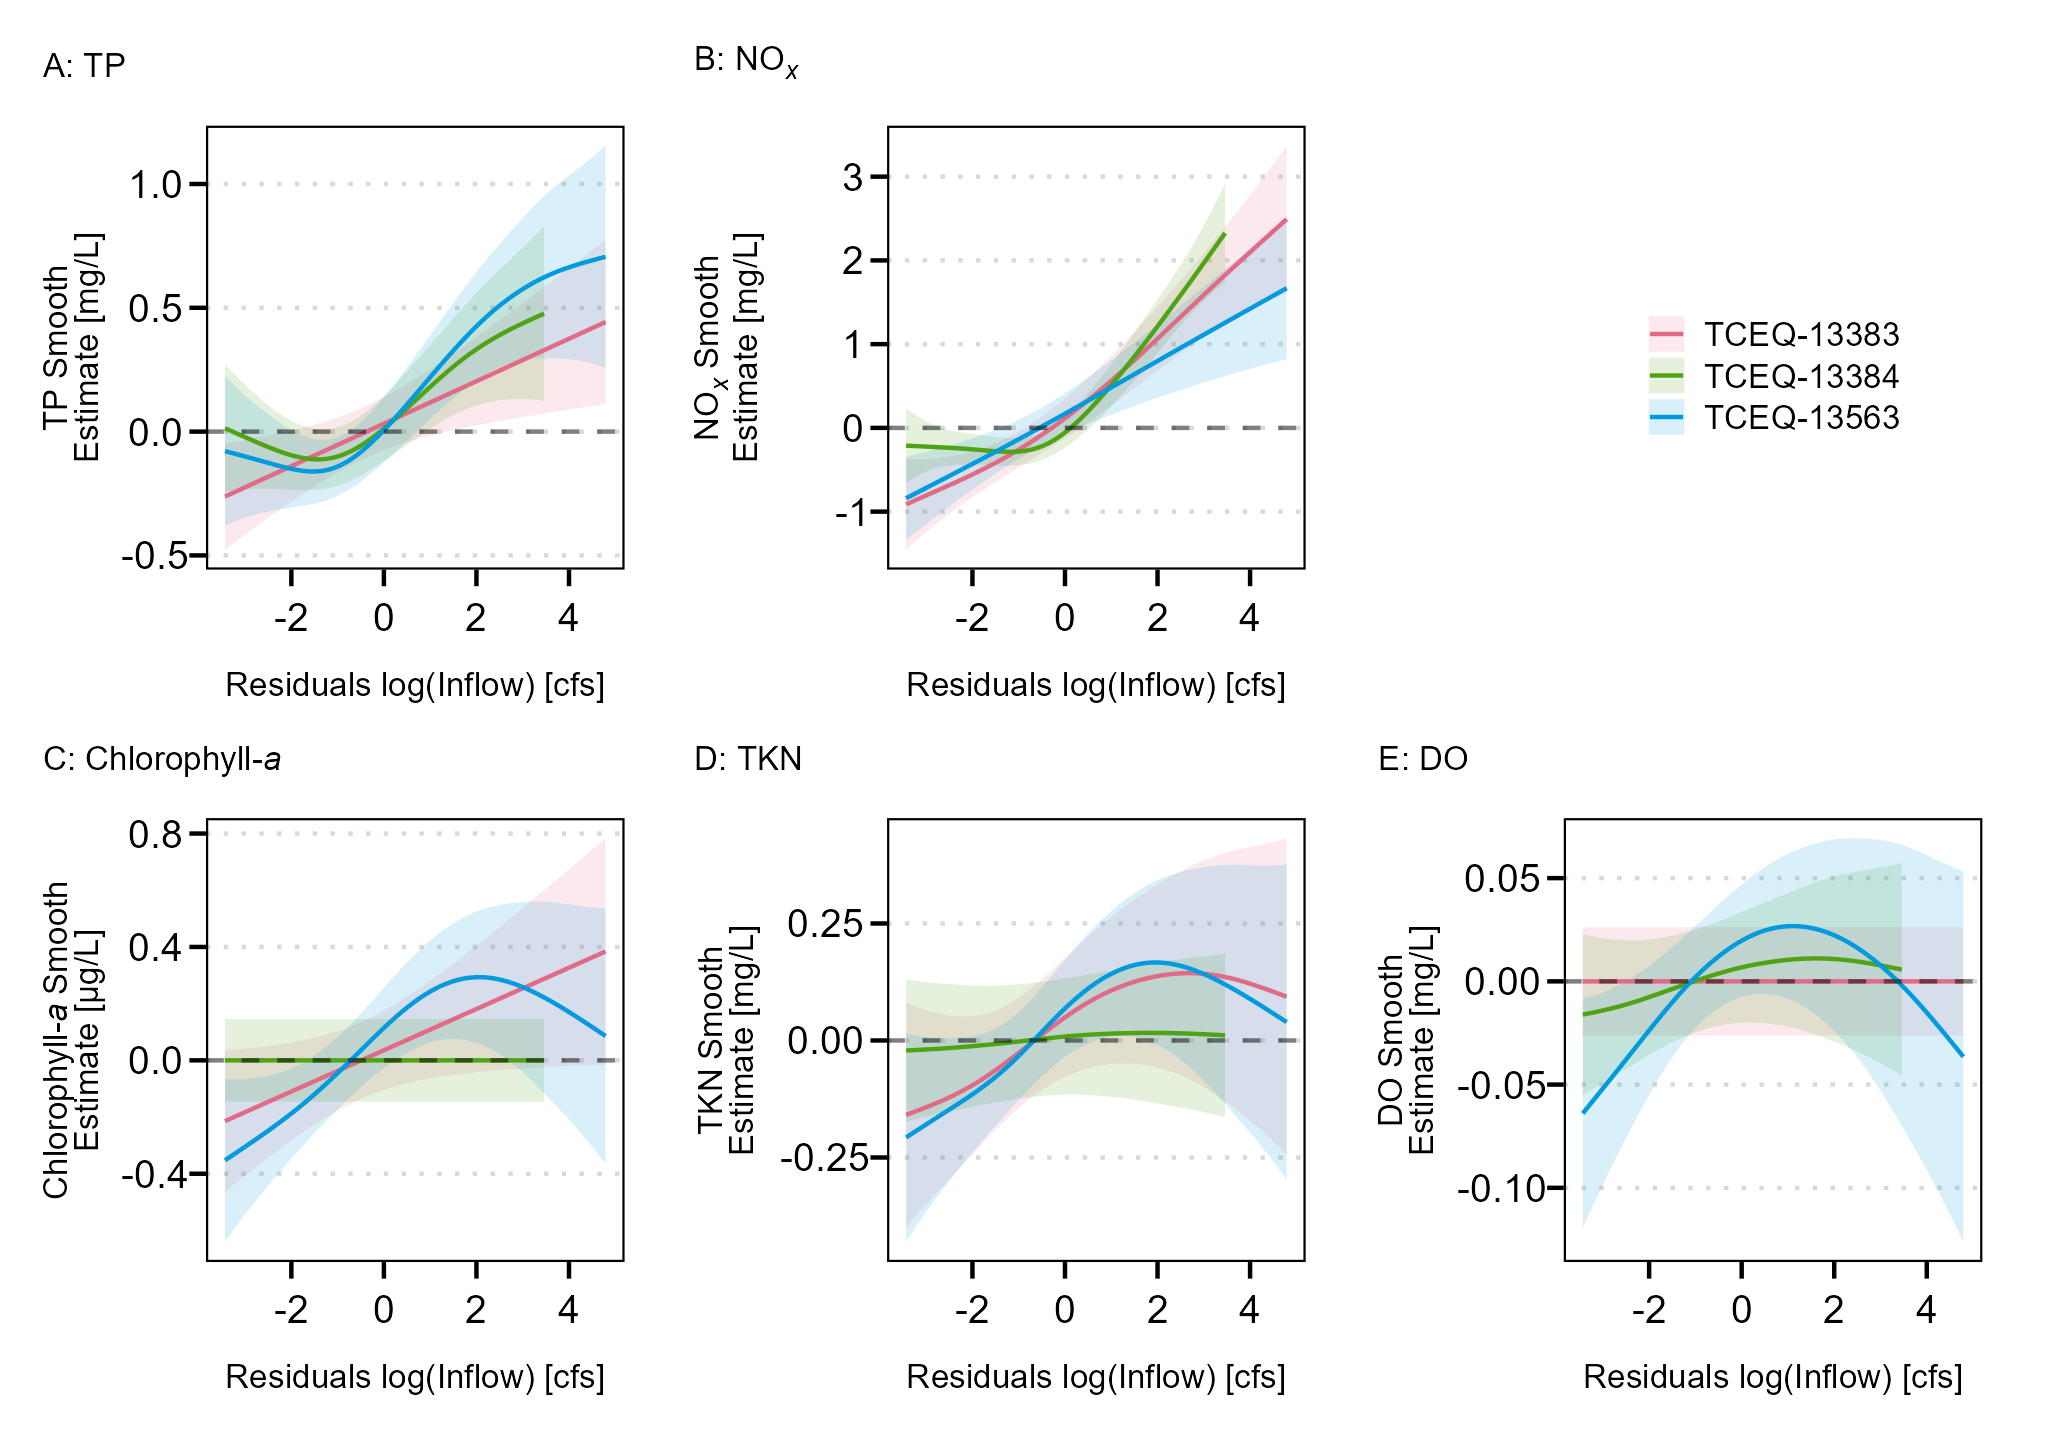 A: TP
B: NOx
TP Smooth
Estimate [mg/L]
1.0
0.5
0.0
-0.5
-2 0 2 4
Residuals log(Inflow) [cfs]
NOx Smooth
Estimate [mg/L]
3
2
1
0
-1
-2 0 2 4
Residuals log(Inflow) [cfs]
TCEQ-13383
TCEQ-13384
TCEQ-13563
C: Chlorophyll-a
D: TKN
E: DO
Chlorophyll-a Smooth
Estimate [µg/L]
0.8
0.4
0.0
-0.4
-2 0 2 4
Residuals log(Inflow) [cfs]
TKN Smooth
Estimate [mg/L]
0.25
0.00
-0.25
-2 0 2 4
Residuals log(Inflow) [cfs]
DO Smooth
Estimate [mg/L]
0.05
0.00
-0.05
-0.10
-2 0 2 4
Residuals log(Inflow) [cfs]